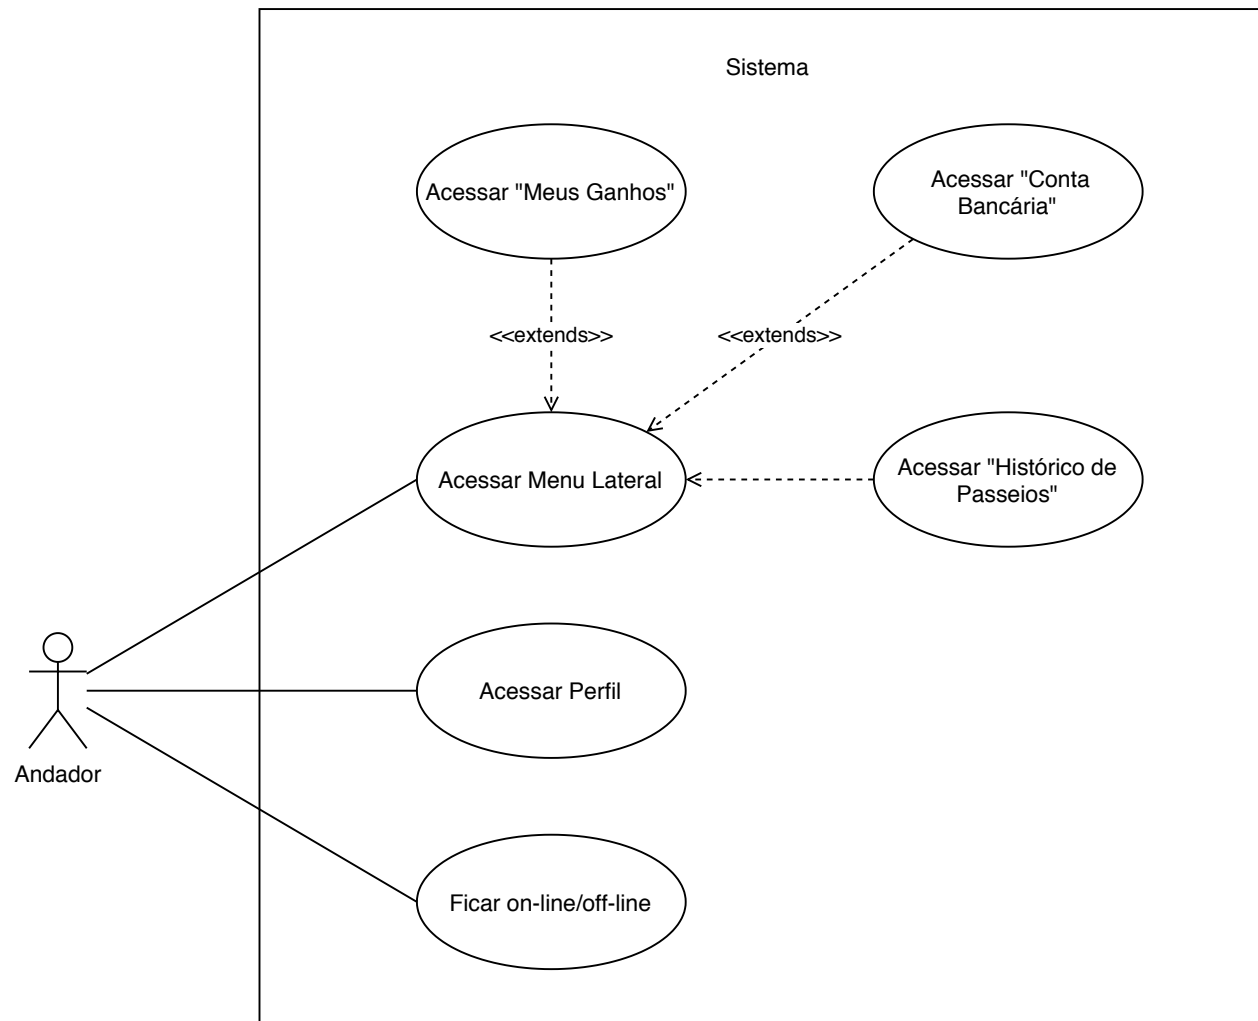 Sistema
Acessar "Meus Ganhos"
Acessar "Conta
Bancária"
<<extends>>
<<extends>>
Acessar Menu Lateral
Acessar "Histórico de
Passeios"
Acessar Perfil
Andador
Ficar on-line/off-line